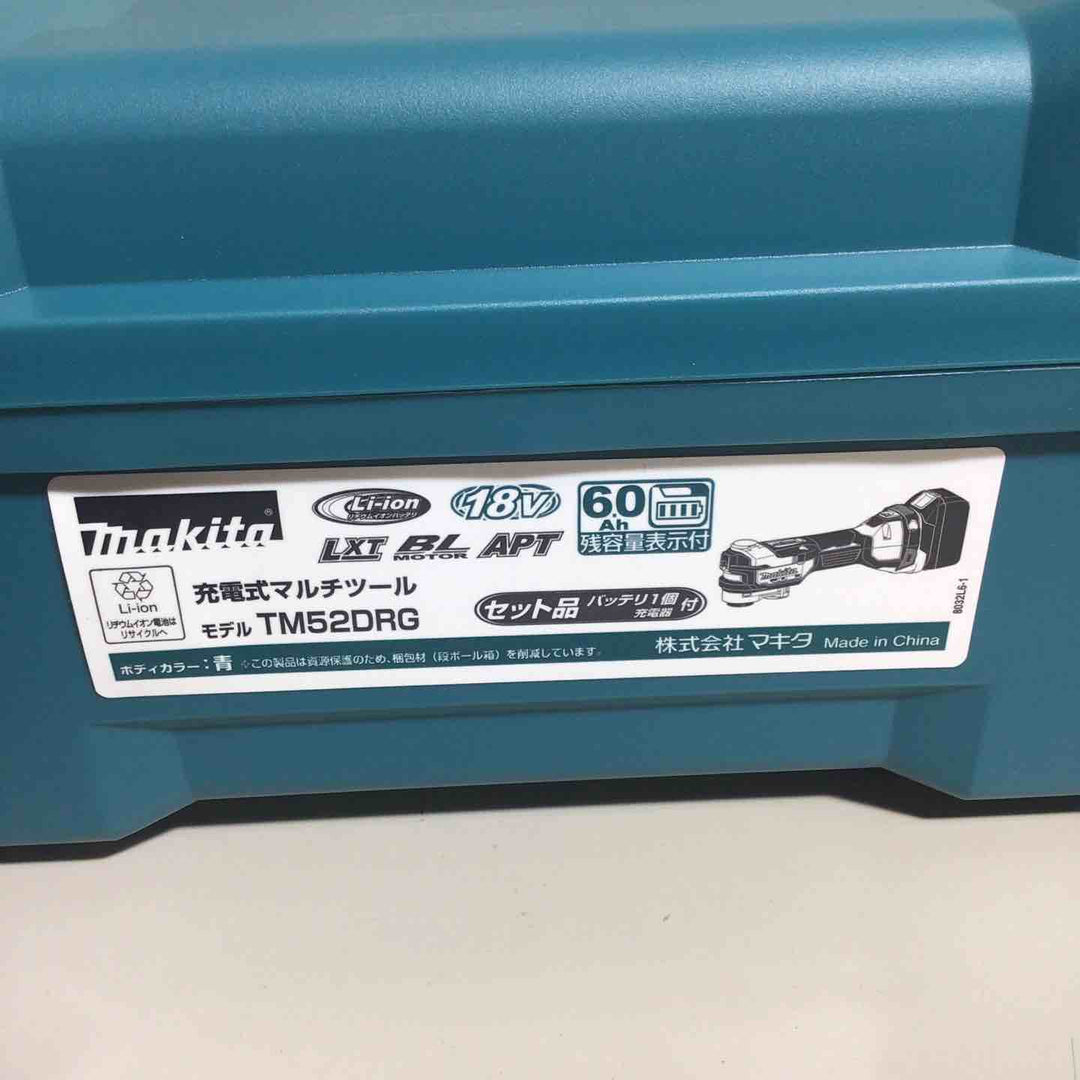 makita®
Li-ion
リチウムイオンバッテリ
18V
6.0
Ah
残容量表示付
LXT BL MOTOR APT
充電式マルチツール
モデル TM52DRG
Li-ion
リチウムイオン電池は
リサイクルへ
セット品 バッテリ1個 充電器 付
makita
8032L6-1
ボディカラー:青 ◇この製品は資源保護のため、梱包材(段ボール箱)を削減しています。
株式会社 マキタ Made in China